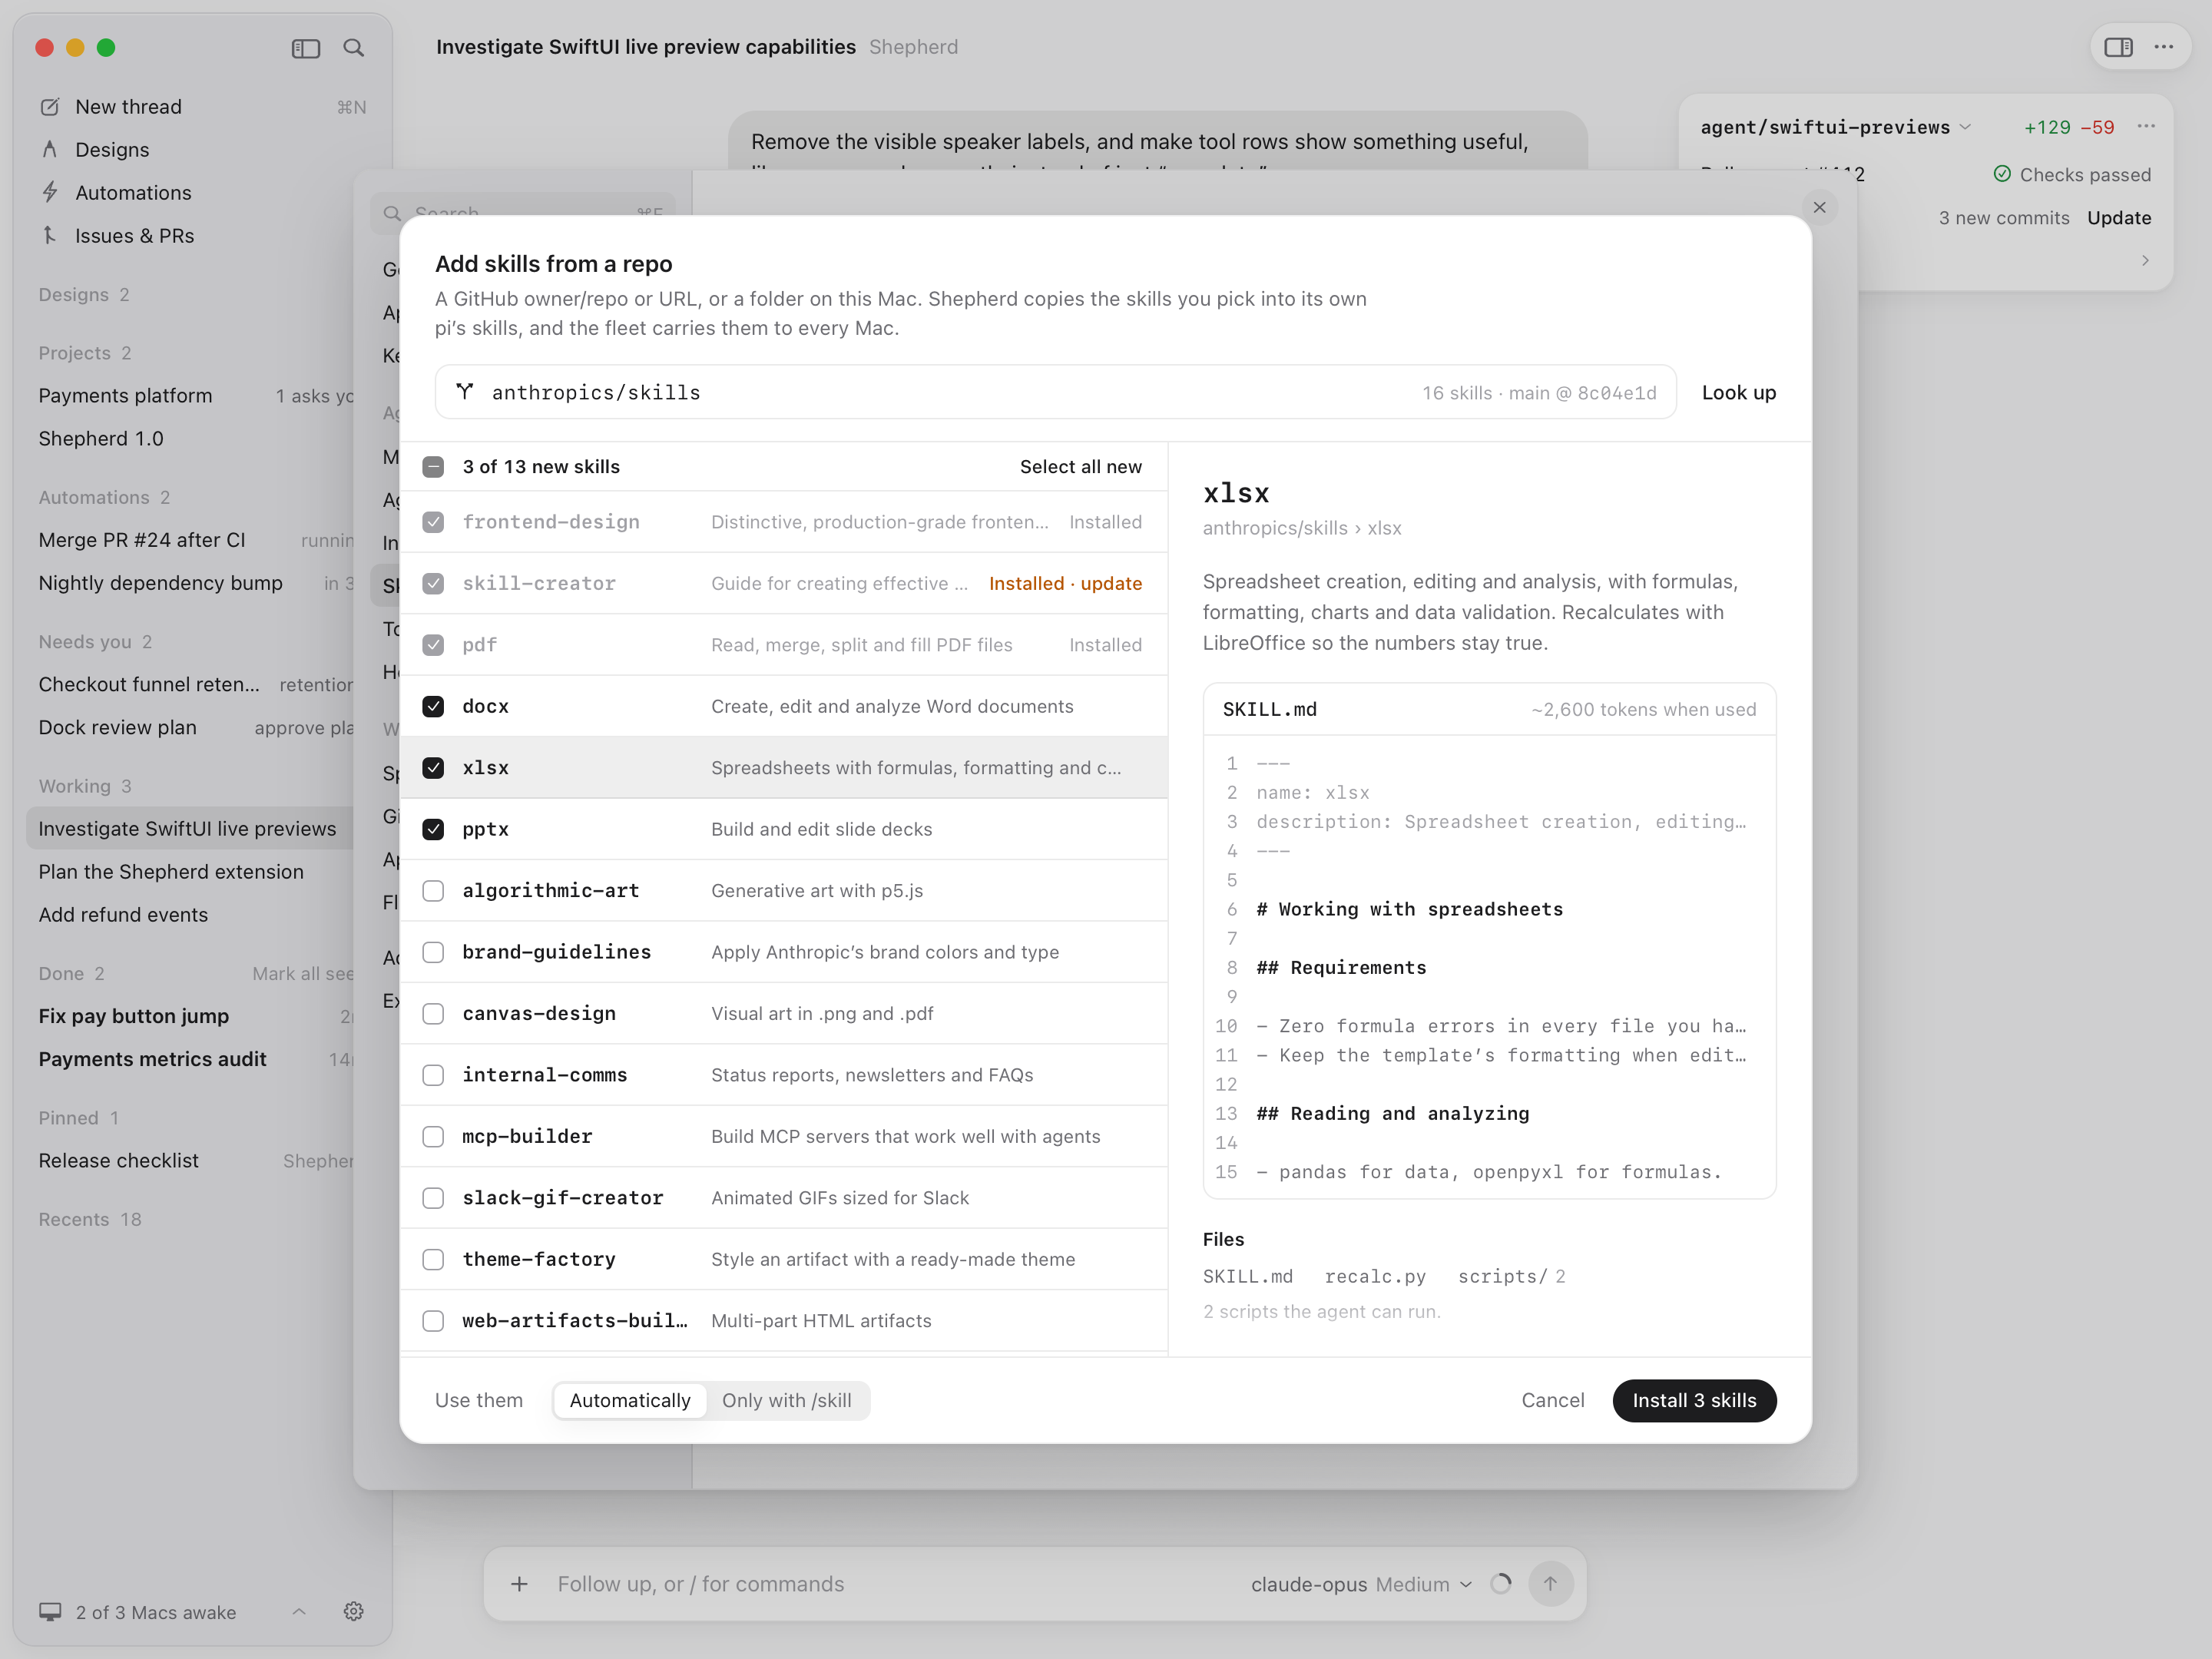 Investigate SwiftUI live preview capabilities Shepherd
New thread ⌘N
Designs
Automations
Issues & PRs
Designs 2
Projects 2
Payments platform 1 asks
Shepherd 1.0
Automations 2
Merge PR #24 after CI
Nightly dependency bump in
Needs you 2
Checkout funnel reten...
Dock review plan approve
Working 3
Investigate SwiftUI live previews
Plan the Shepherd extension
Add refund events
Done 2 Mark all
Fix pay button jump
Payments metrics audit
Pinned 1
Release checklist
Recents 18
2 of 3 Macs awake
Remove the visible speaker labels, and make tool rows show something useful,
agent/swiftui-previews +129 −59 ...
Checks passed
3 new commits Update
Search ⌘F
Add skills from a repo
A GitHub owner/repo or URL, or a folder on this Mac. Shepherd copies the skills you pick into its own
pi’s skills, and the fleet carries them to every Mac.
anthropics/skills 16 skills · main @ 8c04e1d Look up
3 of 13 new skills Select all new
frontend-design Distinctive, production-grade fronten... Installed
skill-creator Guide for creating effective ... Installed · update
pdf Read, merge, split and fill PDF files Installed
docx Create, edit and analyze Word documents
xlsx Spreadsheets with formulas, formatting and c...
pptx Build and edit slide decks
algorithmic-art Generative art with p5.js
brand-guidelines Apply Anthropic’s brand colors and type
canvas-design Visual art in .png and .pdf
internal-comms Status reports, newsletters and FAQs
mcp-builder Build MCP servers that work well with agents
slack-gif-creator Animated GIFs sized for Slack
theme-factory Style an artifact with a ready-made theme
web-artifacts-buil... Multi-part HTML artifacts
xlsx
anthropics/skills › xlsx
Spreadsheet creation, editing and analysis, with formulas,
formatting, charts and data validation. Recalculates with
LibreOffice so the numbers stay true.
SKILL.md ~2,600 tokens when used
1 ---
2 name: xlsx
3 description: Spreadsheet creation, editing...
4 ---
5
6 # Working with spreadsheets
7
8 ## Requirements
9
10 - Zero formula errors in every file you ha...
11 - Keep the template’s formatting when edit...
12
13 ## Reading and analyzing
14
15 - pandas for data, openpyxl for formulas.
Files
SKILL.md recalc.py scripts/ 2
2 scripts the agent can run.
Use them Automatically Only with /skill Cancel Install 3 skills
Follow up, or / for commands claude-opus Medium